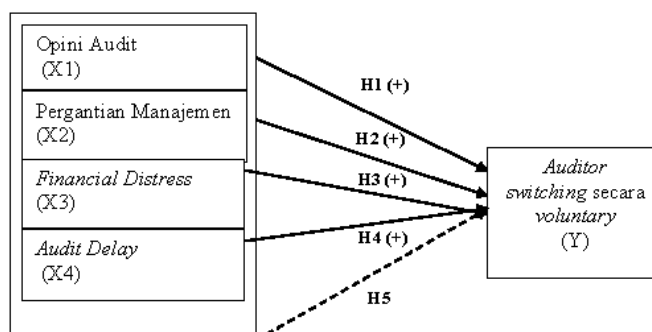 Opini Audit
(X1)
H1 (+)
Pergantian Manajemen
(X2)
H2 (+)
Financial Distress
(X3)
H3 (+)
Audit Delay
(X4)
H4 (+)
H5
Auditor
switching secara
voluntary
(Y)